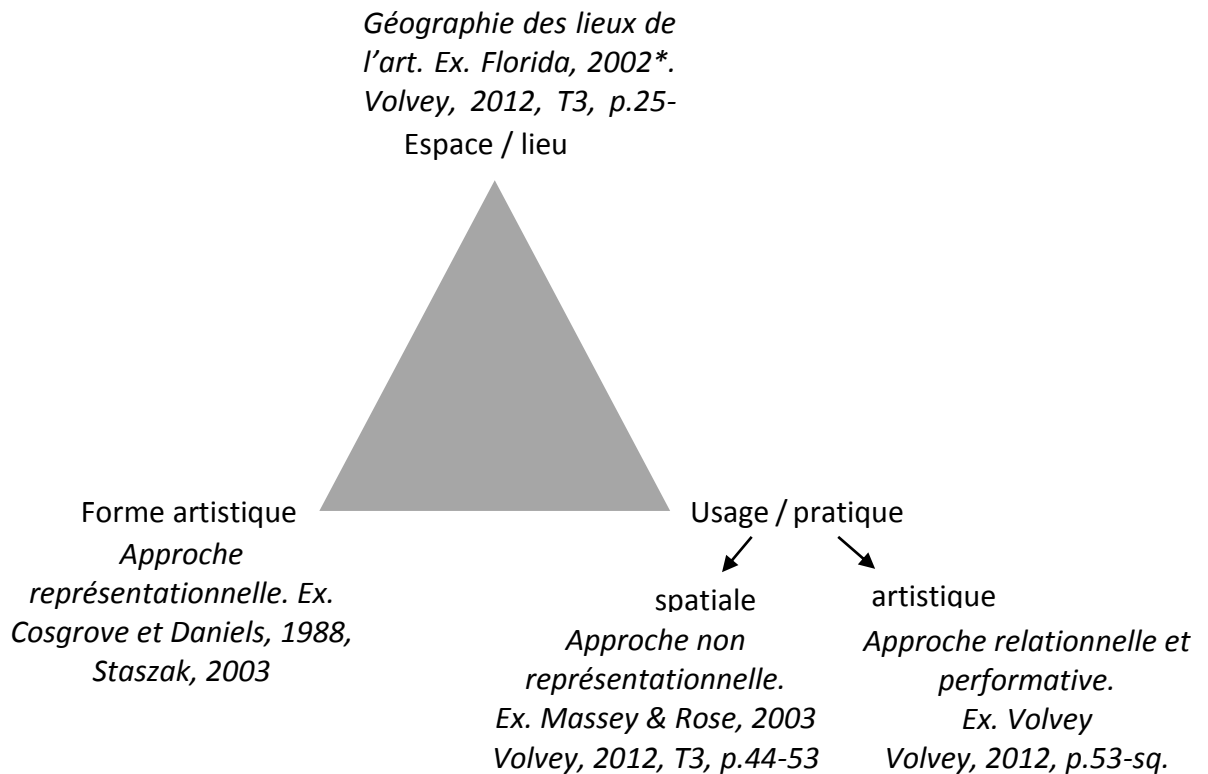 Géographie des lieux de
l’art. Ex. Florida, 2002*.
Volvey, 2012, T3, p.25-
Espace / lieu
Forme artistique
Approche
représentationnelle. Ex.
Cosgrove et Daniels, 1988,
Staszak, 2003
Usage / pratique
spatiale
Approche non
représentationnelle.
Ex. Massey & Rose, 2003
Volvey, 2012, T3, p.44-53
artistique
Approche relationnelle et
performative.
Ex. Volvey
Volvey, 2012, p.53-sq.